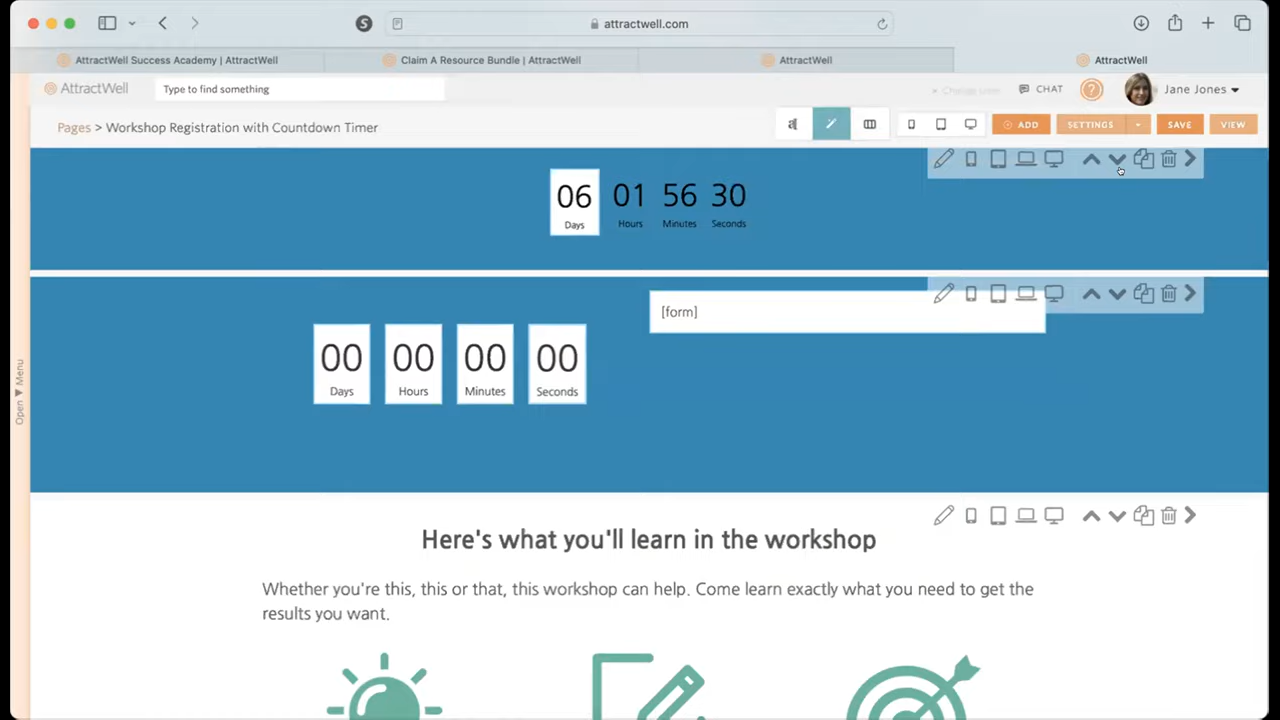 attractwell.com
AttractWell Success Academy | AttractWell
Claim A Resource Bundle | AttractWell
AttractWell
AttractWell
AttractWell
Type to find something
Change user
CHAT
Jane Jones
Pages > Workshop Registration with Countdown Timer
ADD
SETTINGS
SAVE
VIEW
06 01 56 30
Days Hours Minutes Seconds
[form]
00 00 00 00
Days Hours Minutes Seconds
Open Menu
Here's what you'll learn in the workshop
Whether you're this, this or that, this workshop can help. Come learn exactly what you need to get the
results you want.